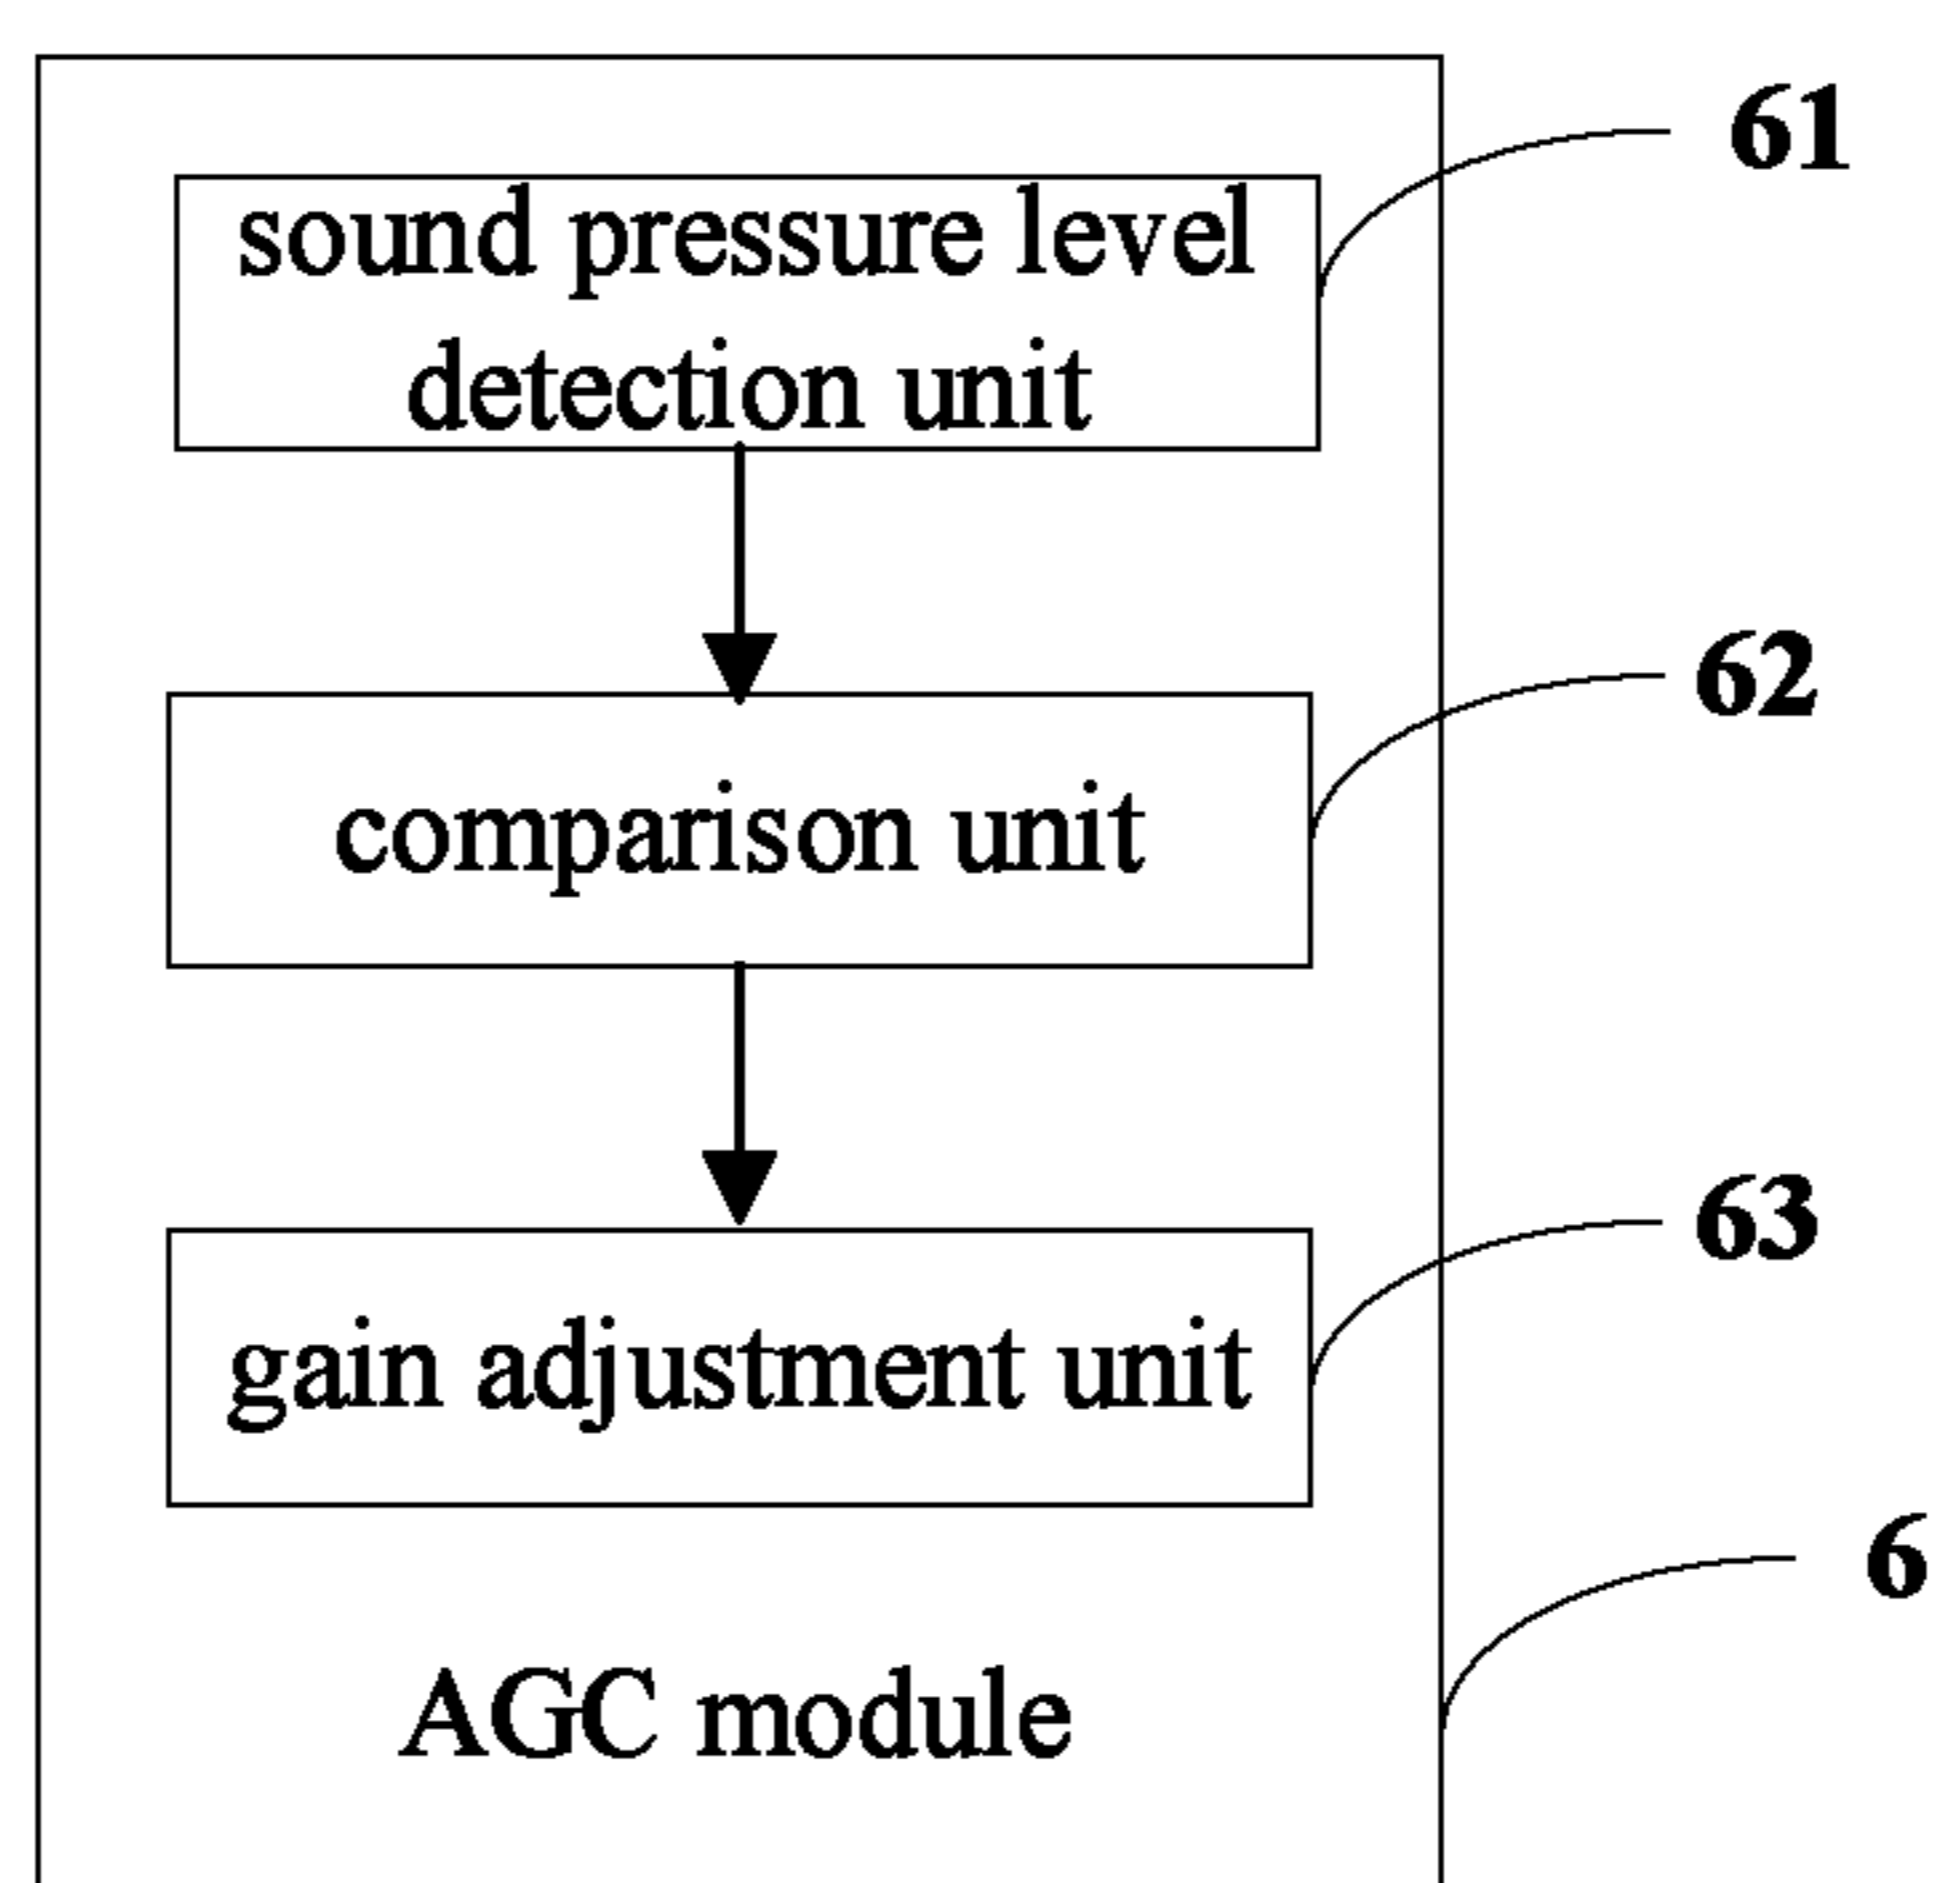 61
sound pressure level
detection unit
62
comparison unit
63
gain adjustment unit
6
AGC module